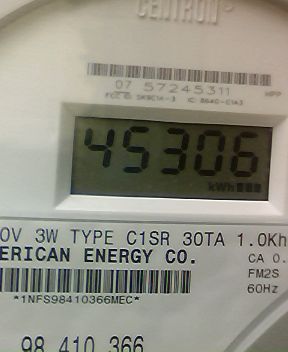 CENTRON
07 57245311
HPP
45306
kWh
0V 3W TYPE C1SR 30TA 1.0Kh
ERICAN ENERGY CO.
CA 0.
FM2S
*1NFS98410366MEC*
60Hz
98 410 366